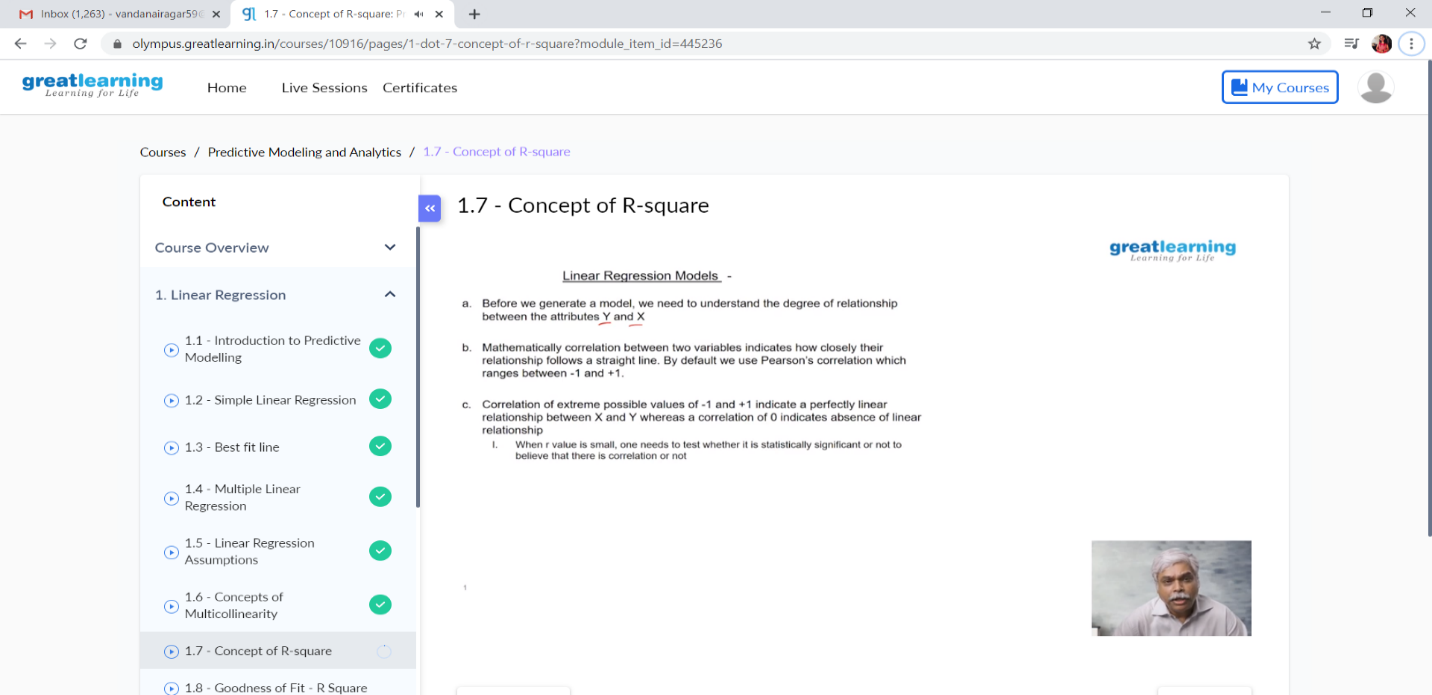 Inbox (1,263) - vandanairagar59@
1.7 - Concept of R-square: Pr
olympus.greatlearning.in/courses/10916/pages/1-dot-7-concept-of-r-square?module_item_id=445236
greatlearning
Learning for Life
Home
Live Sessions
Certificates
My Courses
Courses / Predictive Modeling and Analytics / 1.7 - Concept of R-square
Content
Course Overview
1. Linear Regression
1.1 - Introduction to Predictive
Modelling
1.2 - Simple Linear Regression
1.3 - Best fit line
1.4 - Multiple Linear
Regression
1.5 - Linear Regression
Assumptions
1.6 - Concepts of
Multicollinearity
1.7 - Concept of R-square
1.8 - Goodness of Fit - R Square
1.7 - Concept of R-square
greatlearning
Learning for Life
Linear Regression Models -
a. Before we generate a model, we need to understand the degree of relationship
between the attributes Y and X
b. Mathematically correlation between two variables indicates how closely their
relationship follows a straight line. By default we use Pearson's correlation which
ranges between -1 and +1.
c. Correlation of extreme possible values of -1 and +1 indicate a perfectly linear
relationship between X and Y whereas a correlation of 0 indicates absence of linear
relationship
I. When r value is small, one needs to test whether it is statistically significant or not to
believe that there is correlation or not
1